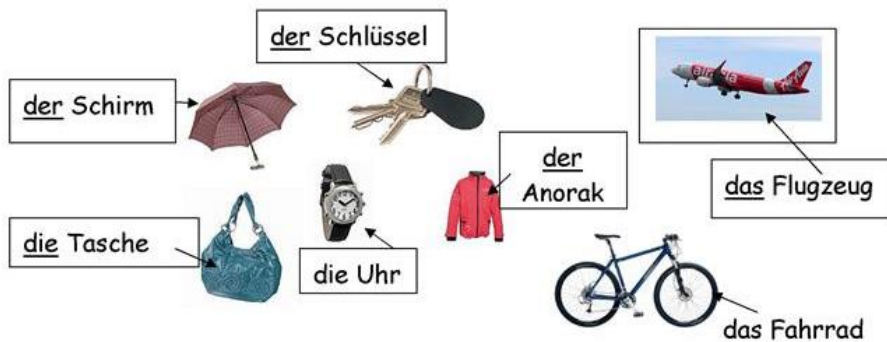 der Schlüssel
der Schirm
der
Anorak
das Flugzeug
die Tasche
die Uhr
das Fahrrad